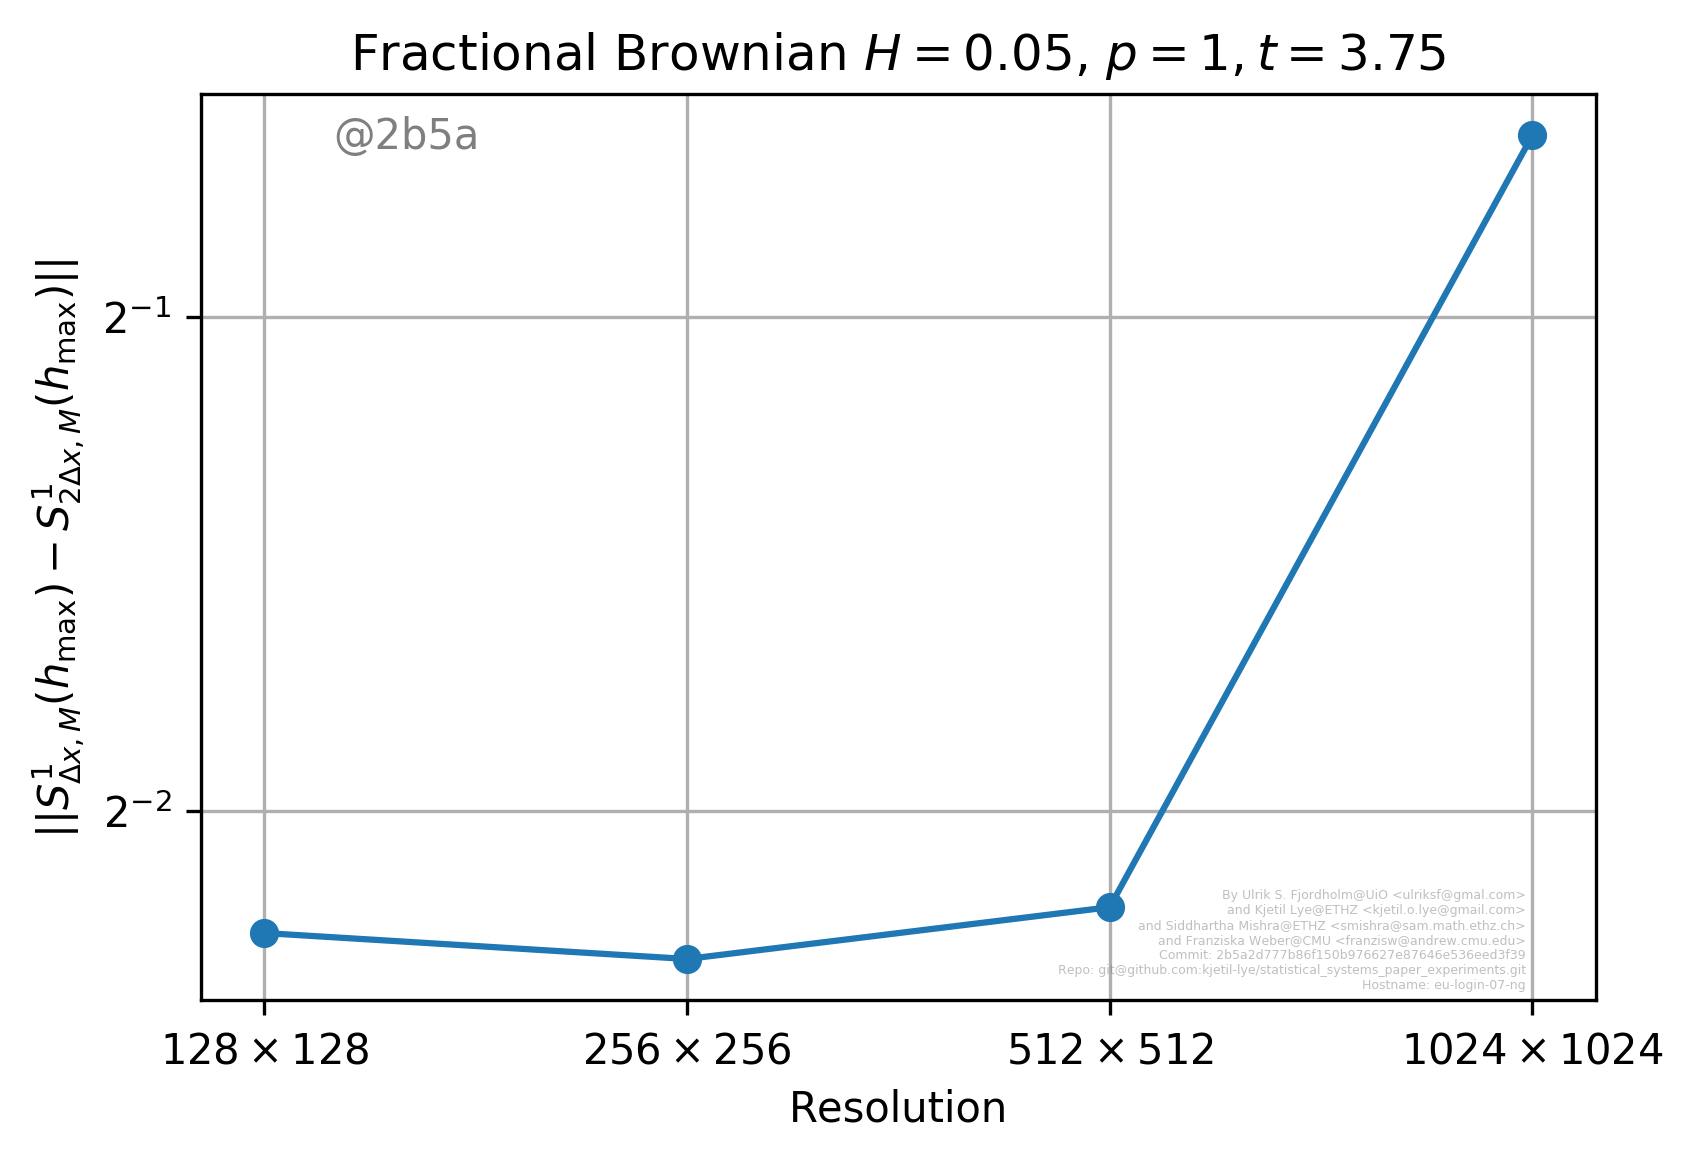 Fractional Brownian H = 0.05, p = 1, t = 3.75
@2b5a
||S¹_{Δx, M}(h_max) − S¹_{2Δx, M}(h_max)||
2⁻¹
2⁻²
By Ulrik S. Fjordholm@UiO <ulriksf@gmal.com>
and Kjetil Lye@ETHZ <kjetil.o.lye@gmail.com>
and Siddhartha Mishra@ETHZ <smishra@sam.math.ethz.ch>
and Franziska Weber@CMU <franzisw@andrew.cmu.edu>
Commit: 2b5a2d777b86f150b976627e87646e536eed3f39
Repo: git@github.com:kjetil-lye/statistical_systems_paper_experiments.git
Hostname: eu-login-07-ng
128 × 128 256 × 256 512 × 512 1024 × 1024
Resolution